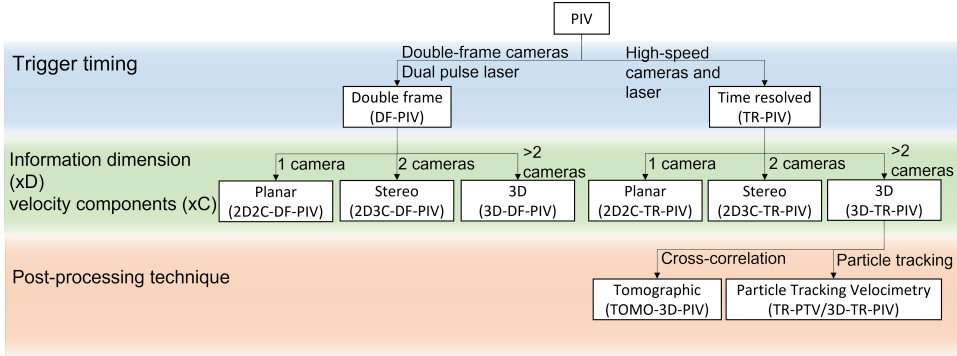 PIV
Trigger timing
Double-frame cameras
Dual pulse laser
High-speed
cameras and
laser
Double frame
(DF-PIV)
Time resolved
(TR-PIV)
Information dimension
(xD)
velocity components (xC)
1 camera
2 cameras
>2
cameras
1 camera
2 cameras
>2
cameras
Planar
(2D2C-DF-PIV)
Stereo
(2D3C-DF-PIV)
3D
(3D-DF-PIV)
Planar
(2D2C-TR-PIV)
Stereo
(2D3C-TR-PIV)
3D
(3D-TR-PIV)
Post-processing technique
Cross-correlation
Particle tracking
Tomographic
(TOMO-3D-PIV)
Particle Tracking Velocimetry
(TR-PTV/3D-TR-PIV)